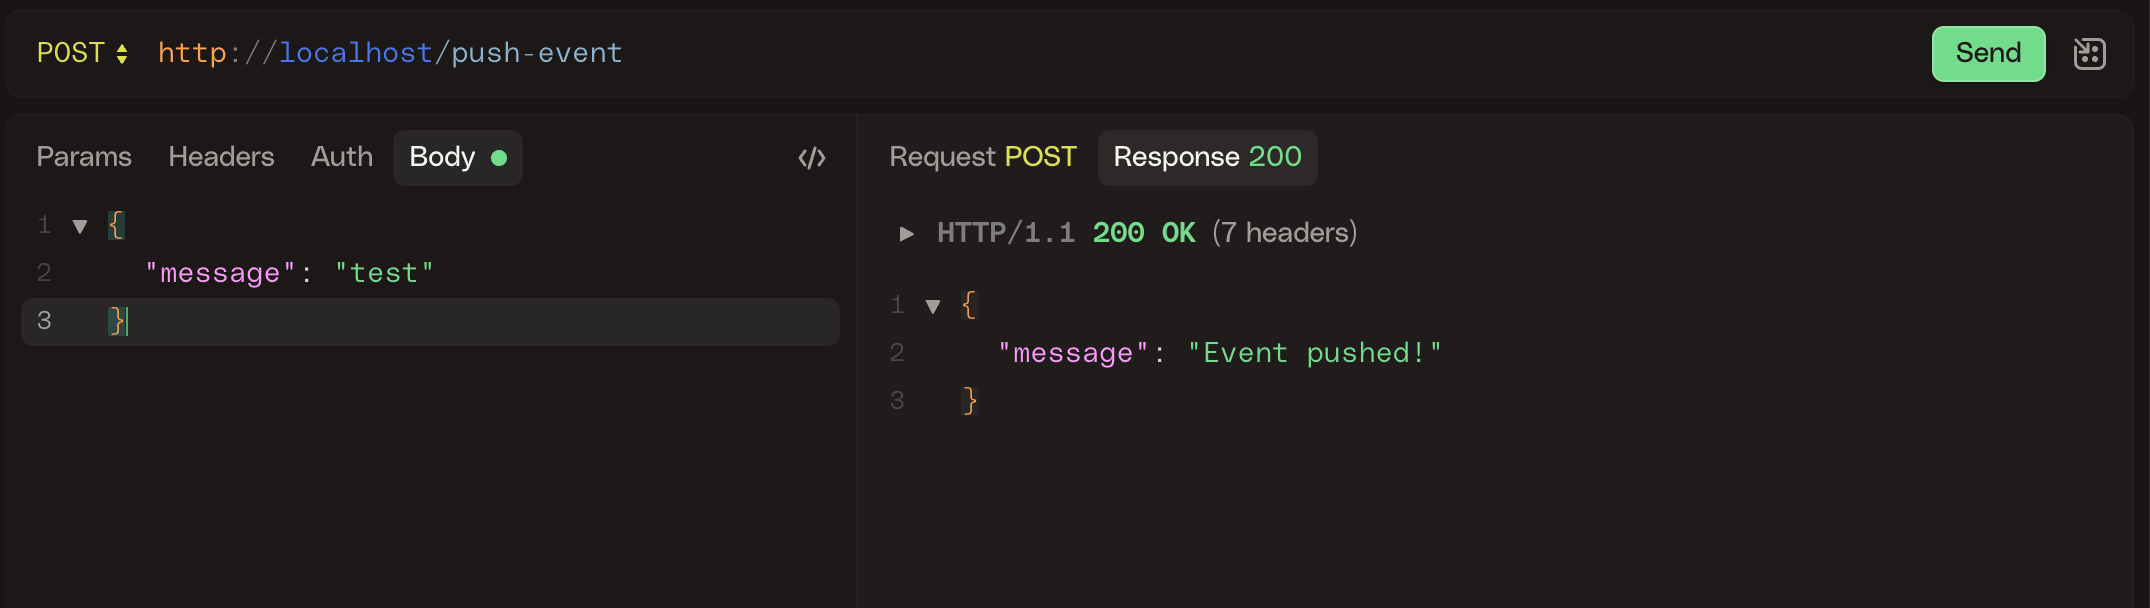 POST http://localhost/push-event Send
Params Headers Auth Body
1 {
2 "message": "test"
3 }
Request POST Response 200
HTTP/1.1 200 OK (7 headers)
1 {
2 "message": "Event pushed!"
3 }